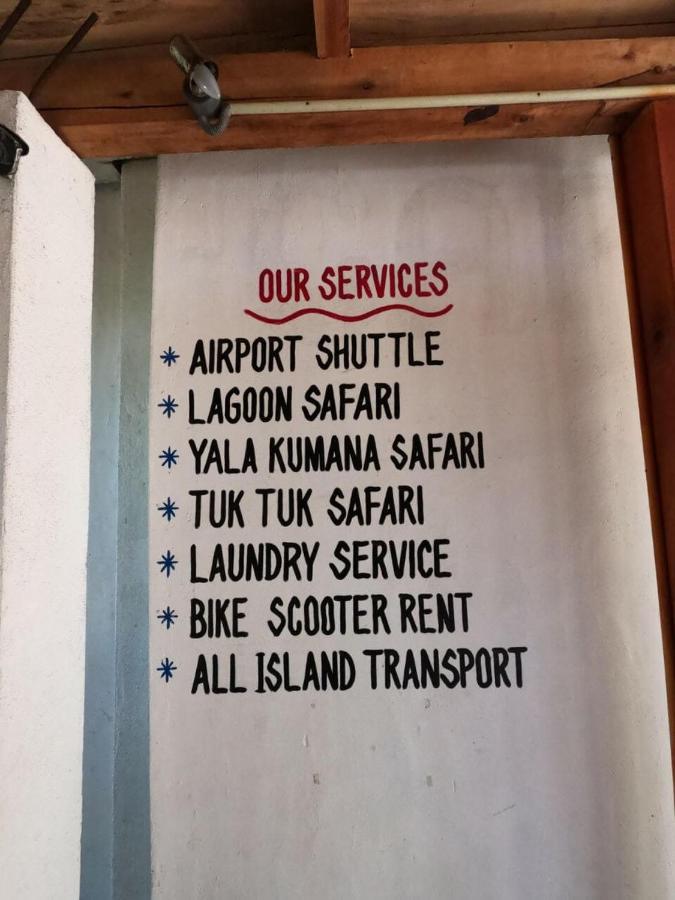 OUR SERVICES
* AIRPORT SHUTTLE
* LAGOON SAFARI
* YALA KUMANA SAFARI
* TUK TUK SAFARI
* LAUNDRY SERVICE
* BIKE SCOOTER RENT
* ALL ISLAND TRANSPORT